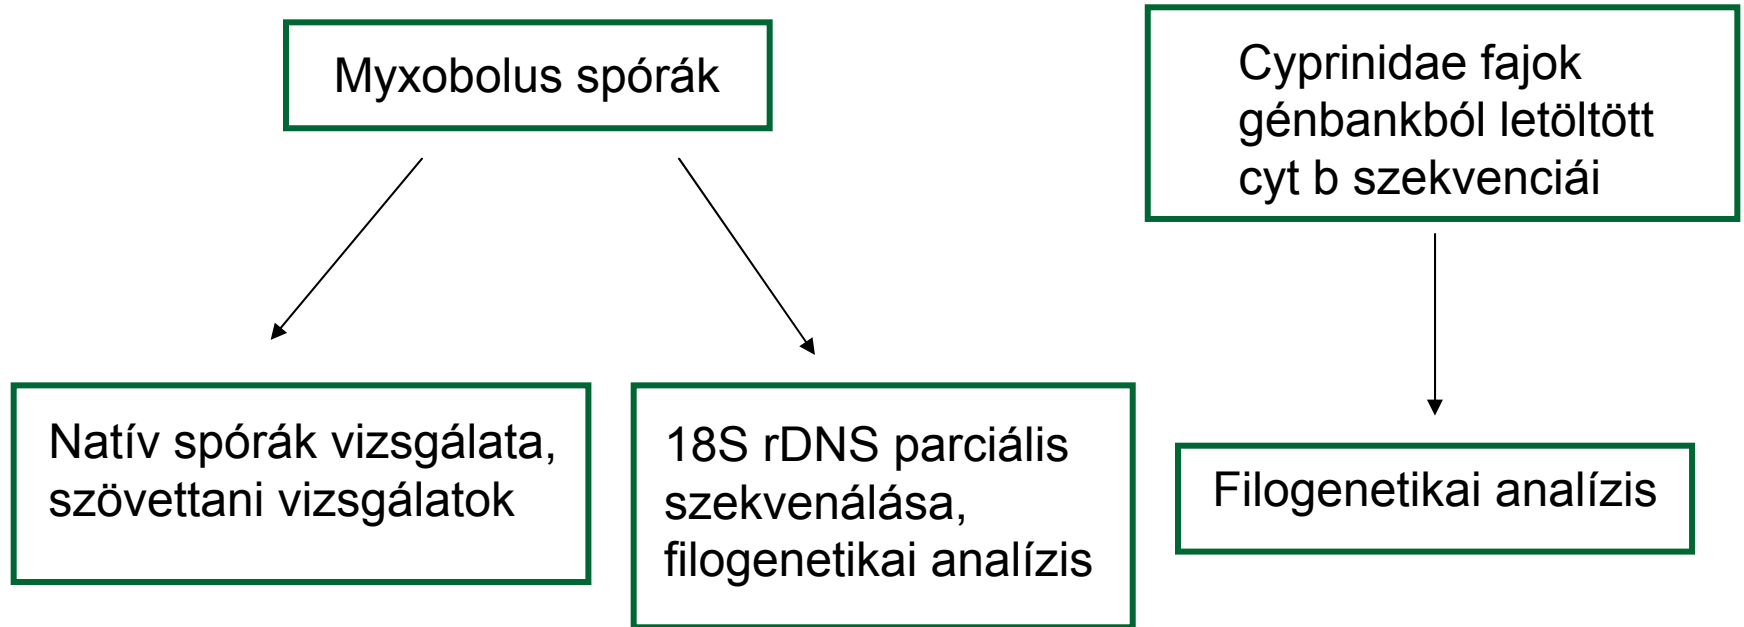 Myxobolus spórák
Cyprinidae fajok
génbankból letöltött
cyt b szekvenciái
Natív spórák vizsgálata,
szövettani vizsgálatok
18S rDNS parciális
szekvenálása,
filogenetikai analízis
Filogenetikai analízis